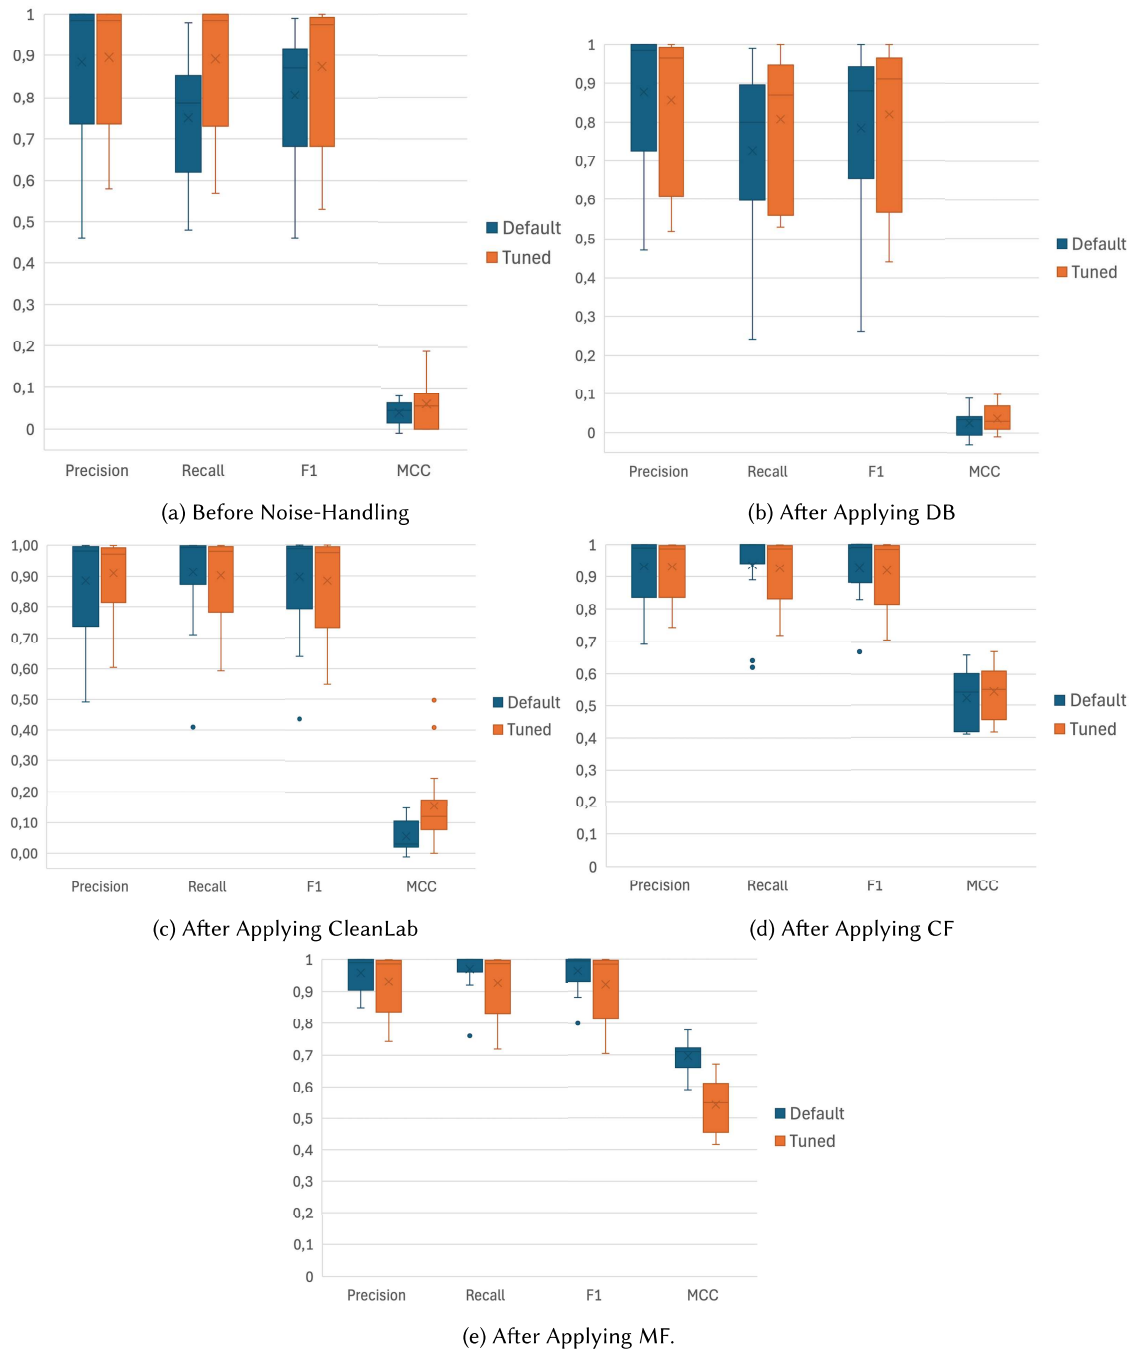 1
0,9
0,8
0,7
0,6
0,5
0,4
0,3
0,2
0,1
0
Precision Recall F1 MCC
Default
Tuned
(a) Before Noise-Handling
1
0,9
0,8
0,7
0,6
0,5
0,4
0,3
0,2
0,1
0
Precision Recall F1 MCC
Default
Tuned
(b) After Applying DB
1,00
0,90
0,80
0,70
0,60
0,50
0,40
0,30
0,20
0,10
0,00
Precision Recall F1 MCC
Default
Tuned
(c) After Applying CleanLab
1
0,9
0,8
0,7
0,6
0,5
0,4
0,3
0,2
0,1
0
Precision Recall F1 MCC
Default
Tuned
(d) After Applying CF
1
0,9
0,8
0,7
0,6
0,5
0,4
0,3
0,2
0,1
0
Precision Recall F1 MCC
Default
Tuned
(e) After Applying MF.